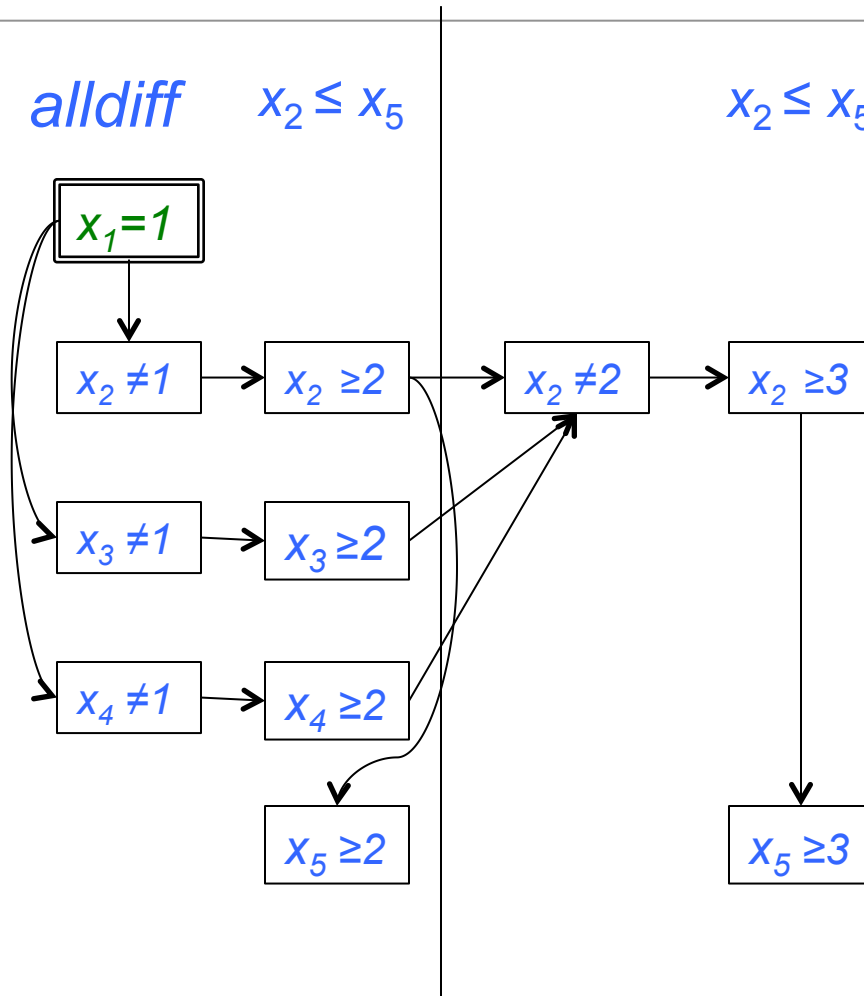 alldiff x₂ ≤ x₅ x₂ ≤ x₅
x₁=1
x₂ ≠1 x₂ ≥2 x₂ ≠2 x₂ ≥3
x₃ ≠1 x₃ ≥2
x₄ ≠1 x₄ ≥2
x₅ ≥2 x₅ ≥3